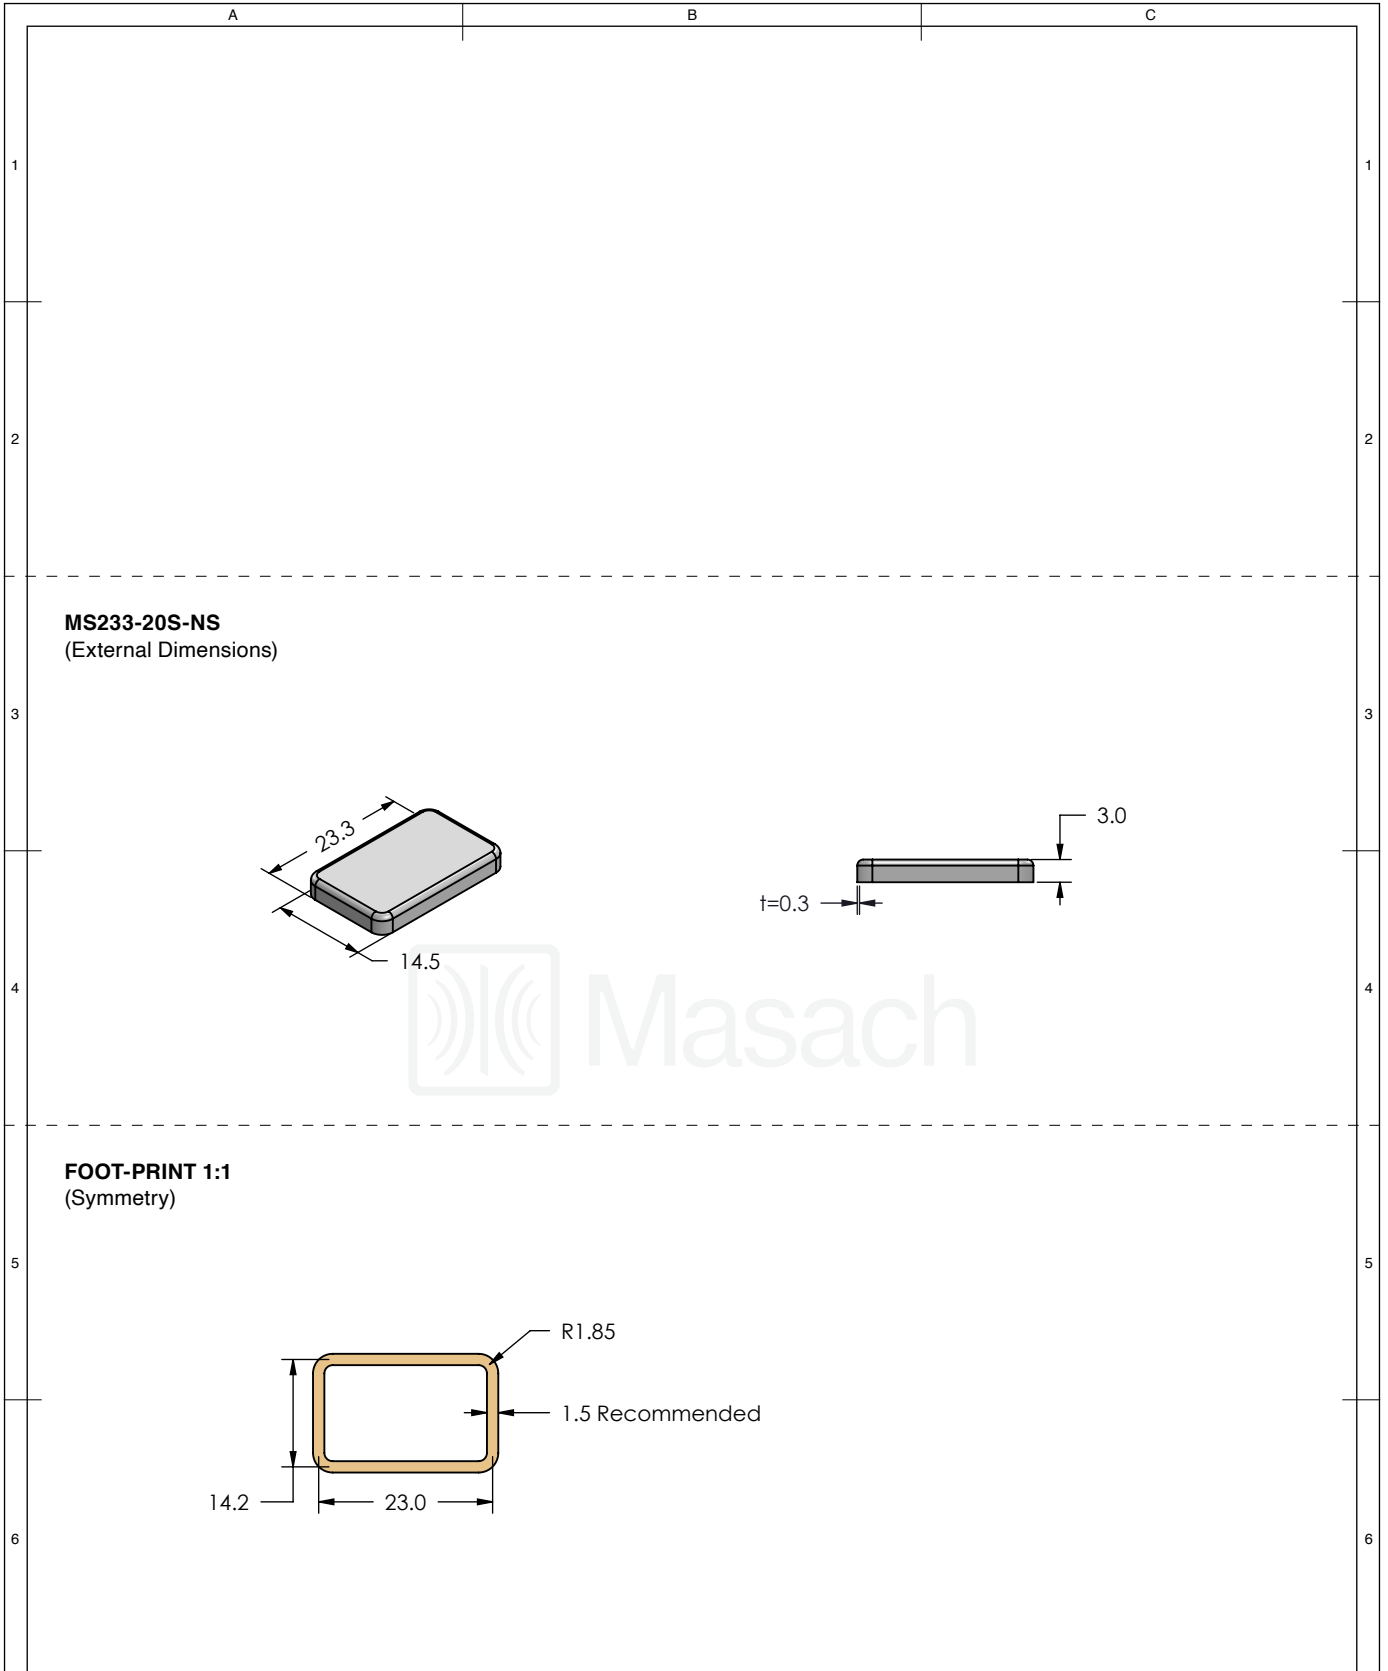 A
B
C
1
1
2
2
MS233-20S-NS
(External Dimensions)
3
3
23.3
3.0
t=0.3
14.5
Masach
4
4
FOOT-PRINT 1:1
(Symmetry)
5
5
R1.85
1.5 Recommended
14.2
23.0
6
6